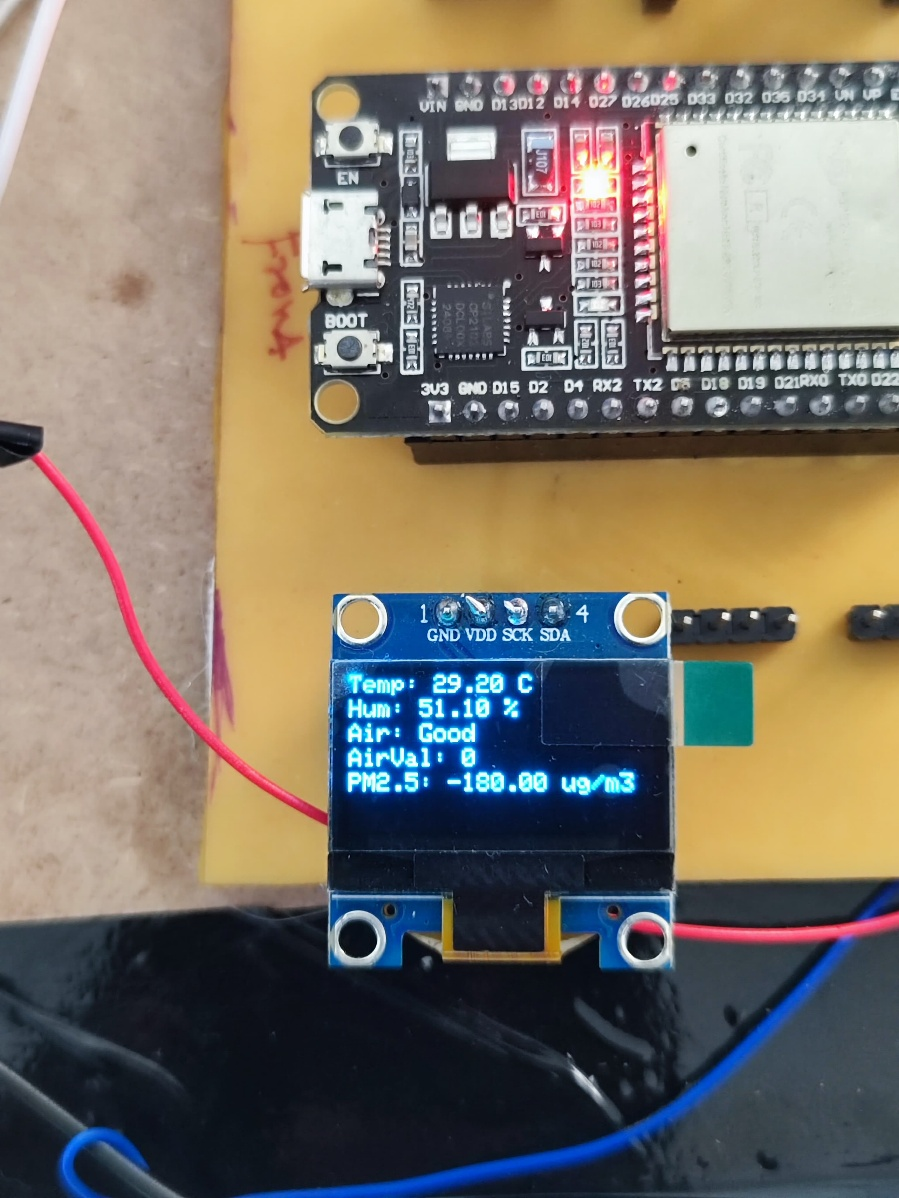 VIN GND D13 D12 D14 D27 D26 D25 D33 D32 D35 D34 VN VP
EN
J107
Front
BOOT
3V3 GND D15 D2 D4 RX2 TX2 D18 D19 D21 RX0 TX0 D22
1 4
GND VDD SCK SDA
Temp: 29.20 C
Hum: 51.10 %
Air: Good
AirVal: 0
PM2.5: -180.00 ug/m3